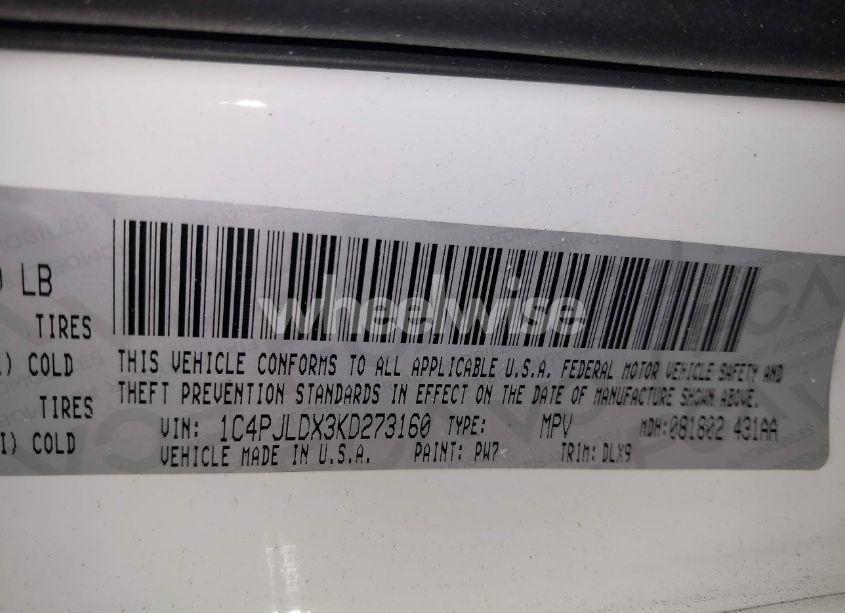 LB
TIRES
COLD
TIRES
I) COLD
wheelwise
THIS VEHICLE CONFORMS TO ALL APPLICABLE U.S.A. FEDERAL MOTOR VEHICLE SAFETY AND
THEFT PREVENTION STANDARDS IN EFFECT ON THE DATE OF MANUFACTURE SHOWN ABOVE.
VIN: 1C4PJLDX3KD273160 TYPE: MPV MDH:081802 431AA
VEHICLE MADE IN U.S.A. PAINT: PW7 TRIM: DLX9